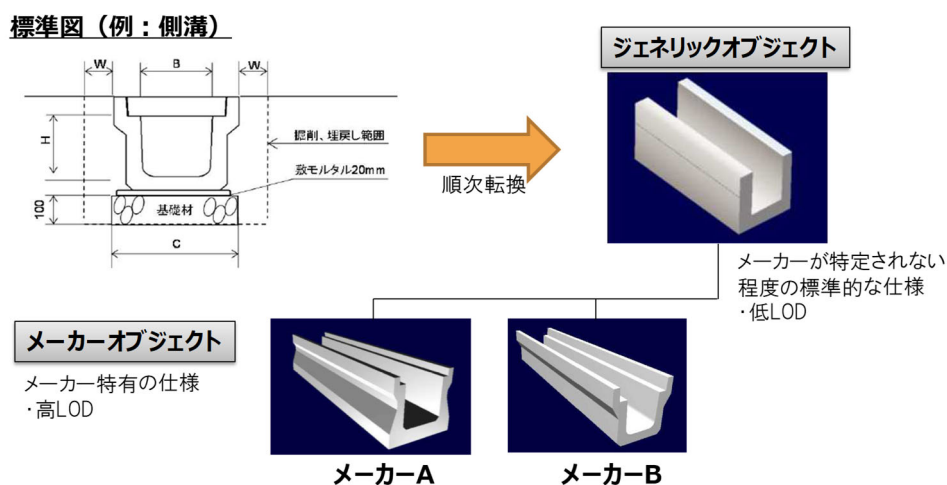 標準図（例：側溝）
W
B
W
H
掘削、埋戻し範囲
敷モルタル20mm
100
基礎材
C
順次転換
ジェネリックオブジェクト
メーカーが特定されない
程度の標準的な仕様
・低LOD
メーカーオブジェクト
メーカー特有の仕様
・高LOD
メーカーA
メーカーB